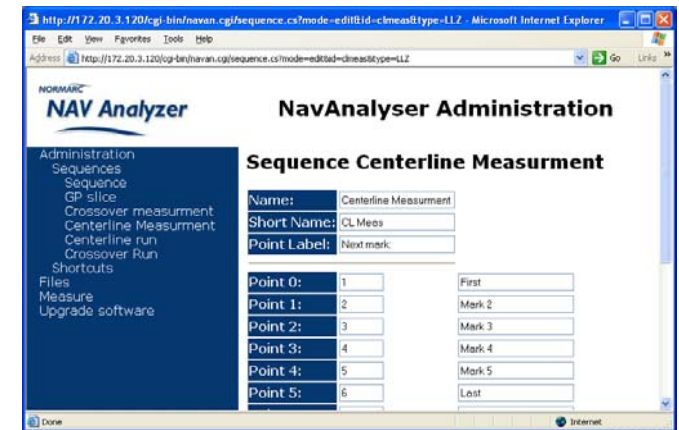 http://172.20.3.120/cgi-bin/navan.cgi/sequence.cs?mode=edit&id=clmeas&type=LLZ - Microsoft Internet Explorer
File Edit View Favorites Tools Help
Address http://172.20.3.120/cgi-bin/navan.cgi/sequence.cs?mode=edit&id=clmeas&type=LLZ Go Links »
NORMARC
NAV Analyzer
NavAnalyser Administration
Administration
Sequences
Sequence
GP slice
Crossover measurment
Centerline Measurment
Centerline run
Crossover Run
Shortcuts
Files
Measure
Upgrade software
Sequence Centerline Measurment
Name: Centerline Measurment
Short Name: CL Meas
Point Label: Next mark:
Point 0: 1 First
Point 1: 2 Mark 2
Point 2: 3 Mark 3
Point 3: 4 Mark 4
Point 4: 5 Mark 5
Point 5: 6 Last
Done Internet